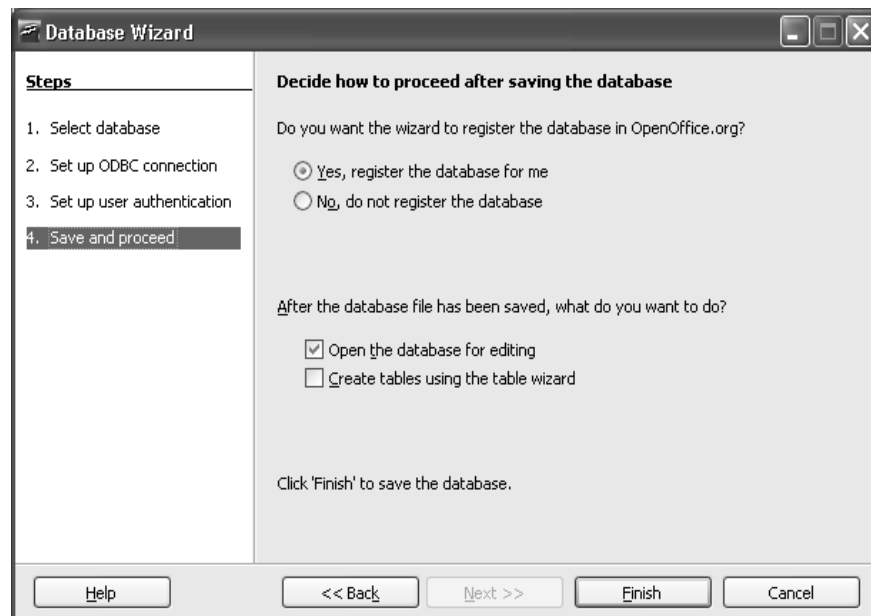 Database Wizard
Steps
1. Select database
2. Set up ODBC connection
3. Set up user authentication
4. Save and proceed
Decide how to proceed after saving the database
Do you want the wizard to register the database in OpenOffice.org?
Yes, register the database for me
No, do not register the database
After the database file has been saved, what do you want to do?
Open the database for editing
Create tables using the table wizard
Click 'Finish' to save the database.
Help
<< Back
Next >>
Finish
Cancel